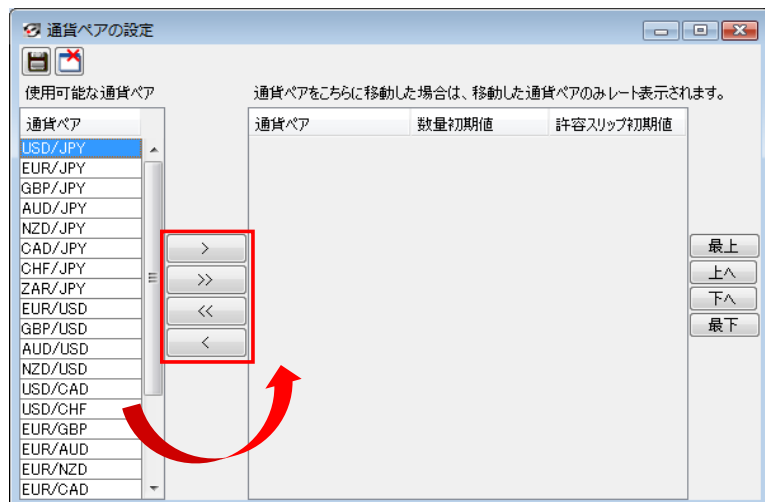 通貨ペアの設定
使用可能な通貨ペア
通貨ペアをこちらに移動した場合は、移動した通貨ペアのみレート表示されます。
通貨ペア
通貨ペア 数量初期値 許容スリップ初期値
USD/JPY
EUR/JPY
GBP/JPY
AUD/JPY
NZD/JPY
CAD/JPY
CHF/JPY
ZAR/JPY
EUR/USD
GBP/USD
AUD/USD
NZD/USD
USD/CAD
USD/CHF
EUR/GBP
EUR/AUD
EUR/NZD
EUR/CAD
>
>>
<<
<
最上
上へ
下へ
最下